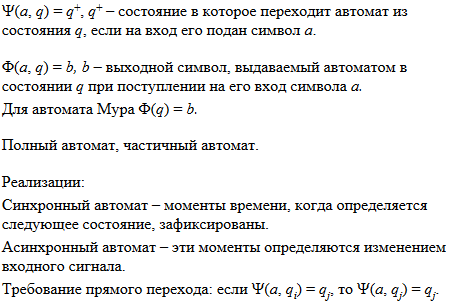 Ψ(a, q) = q⁺, q⁺ – состояние в которое переходит автомат из
состояния q, если на вход его подан символ a.
Φ(a, q) = b, b – выходной символ, выдаваемый автоматом в
состоянии q при поступлении на его вход символа a.
Для автомата Мура Φ(q) = b.
Полный автомат, частичный автомат.
Реализации:
Синхронный автомат – моменты времени, когда определяется
следующее состояние, зафиксированы.
Асинхронный автомат – эти моменты определяются изменением
входного сигнала.
Требование прямого перехода: если Ψ(a, qᵢ) = qⱼ, то Ψ(a, qⱼ) = qⱼ.